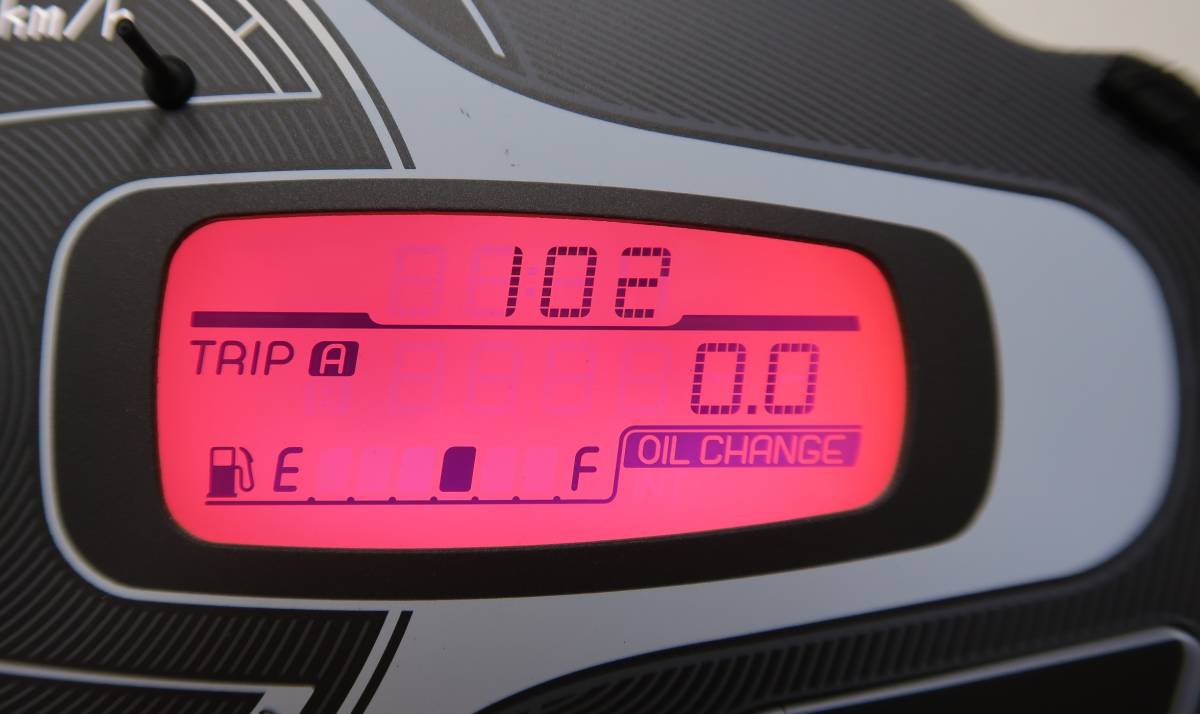 km/h
102
TRIP A
0.0
E F
OIL CHANGE